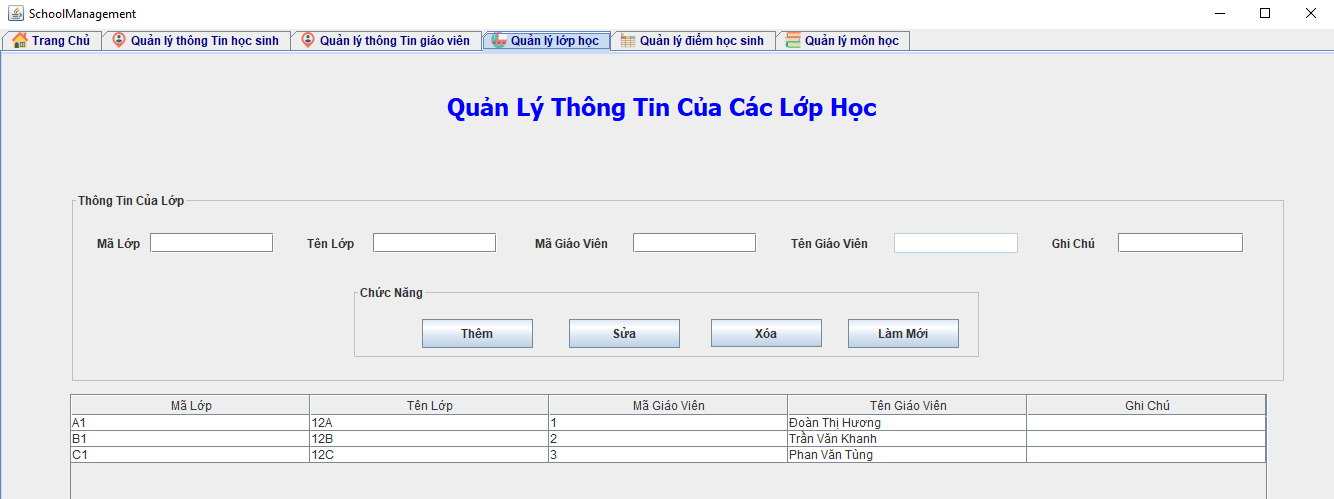 SchoolManagement
Trang Chủ Quản lý thông Tin học sinh Quản lý thông Tin giáo viên Quản lý lớp học Quản lý điểm học sinh Quản lý môn học
Quản Lý Thông Tin Của Các Lớp Học
Thông Tin Của Lớp
Mã Lớp Tên Lớp Mã Giáo Viên Tên Giáo Viên Ghi Chú
Chức Năng
Thêm Sửa Xóa Làm Mới
Mã Lớp Tên Lớp Mã Giáo Viên Tên Giáo Viên Ghi Chú
A1 12A 1 Đoàn Thị Hương
B1 12B 2 Trần Văn Khanh
C1 12C 3 Phan Văn Tùng